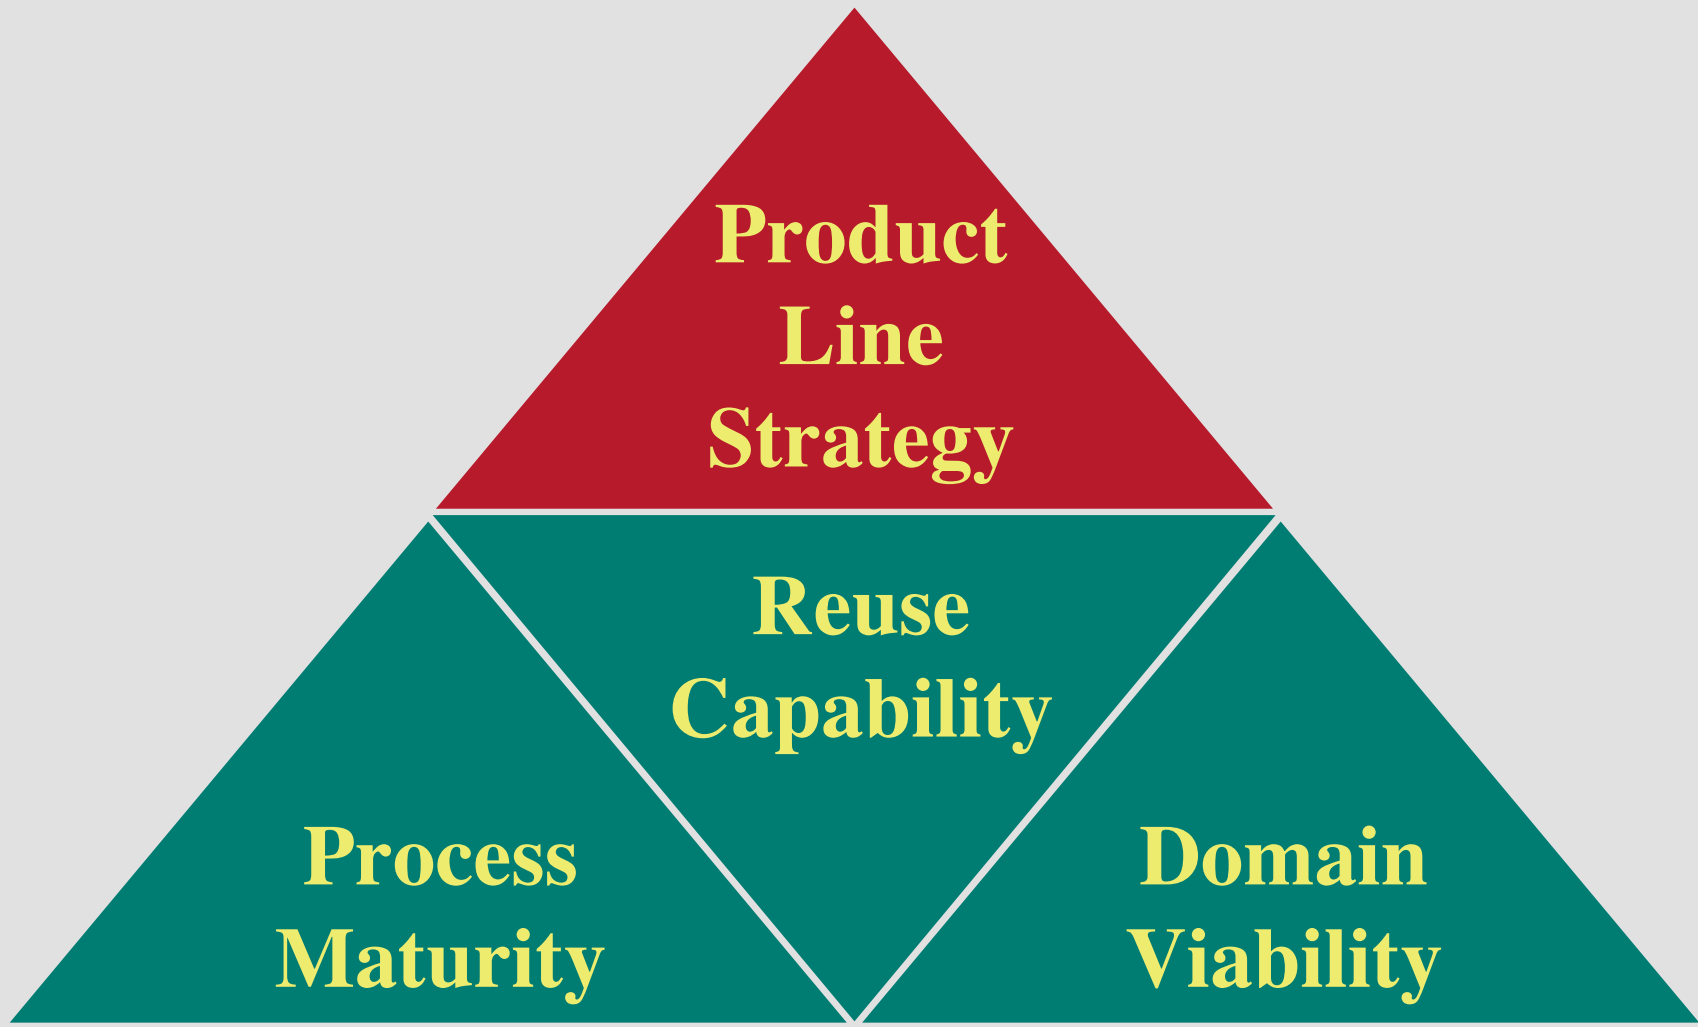 Product
Line
Strategy
Reuse
Capability
Process
Maturity
Domain
Viability